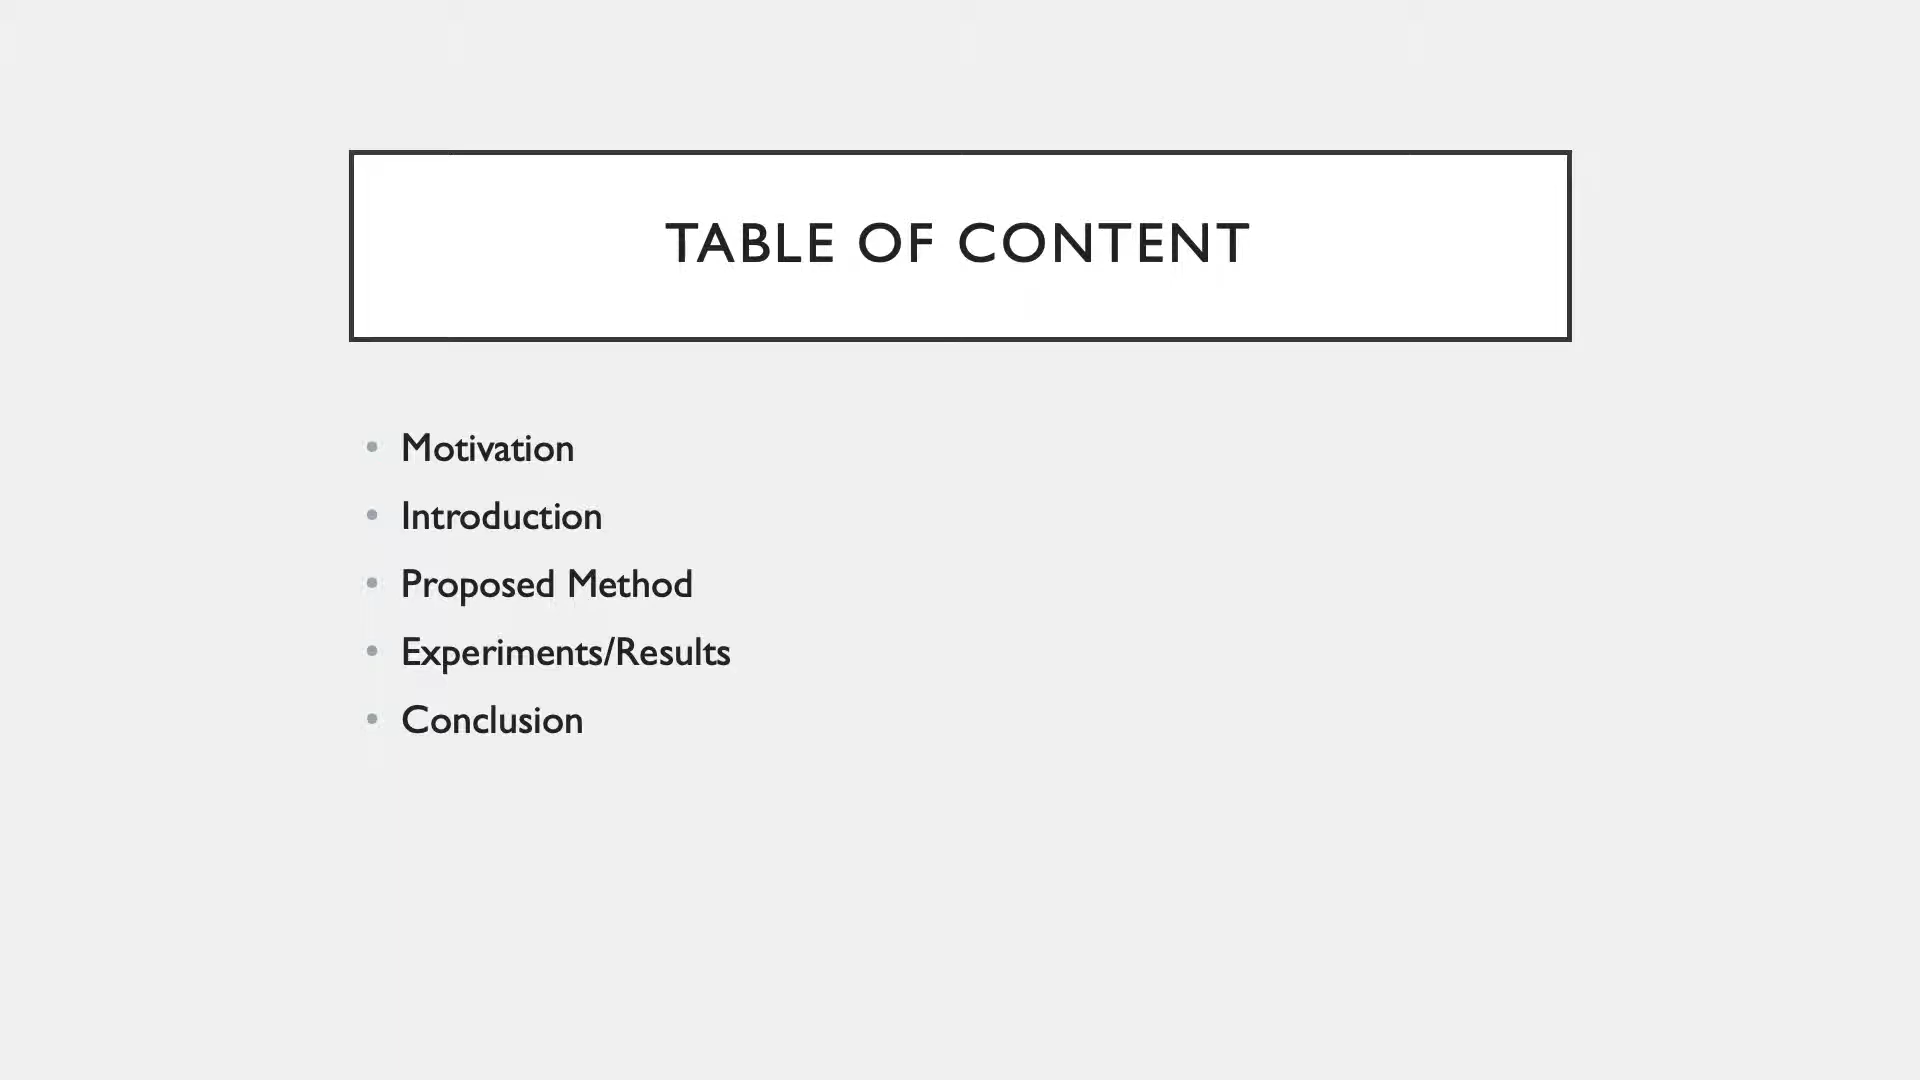 TABLE OF CONTENT
• Motivation
• Introduction
• Proposed Method
• Experiments/Results
• Conclusion